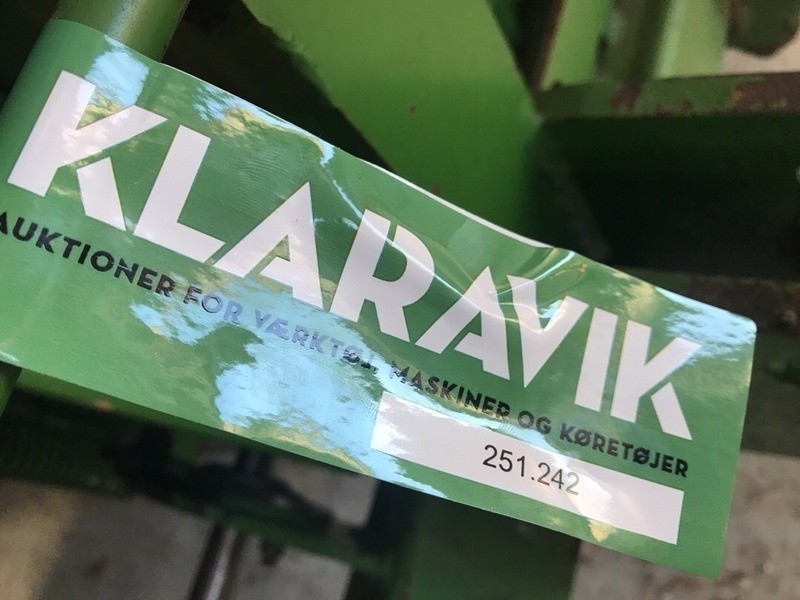 KLARAVIK
AUKTIONER FOR VÆRKTØJ, MASKINER OG KØRETØJER
251.242